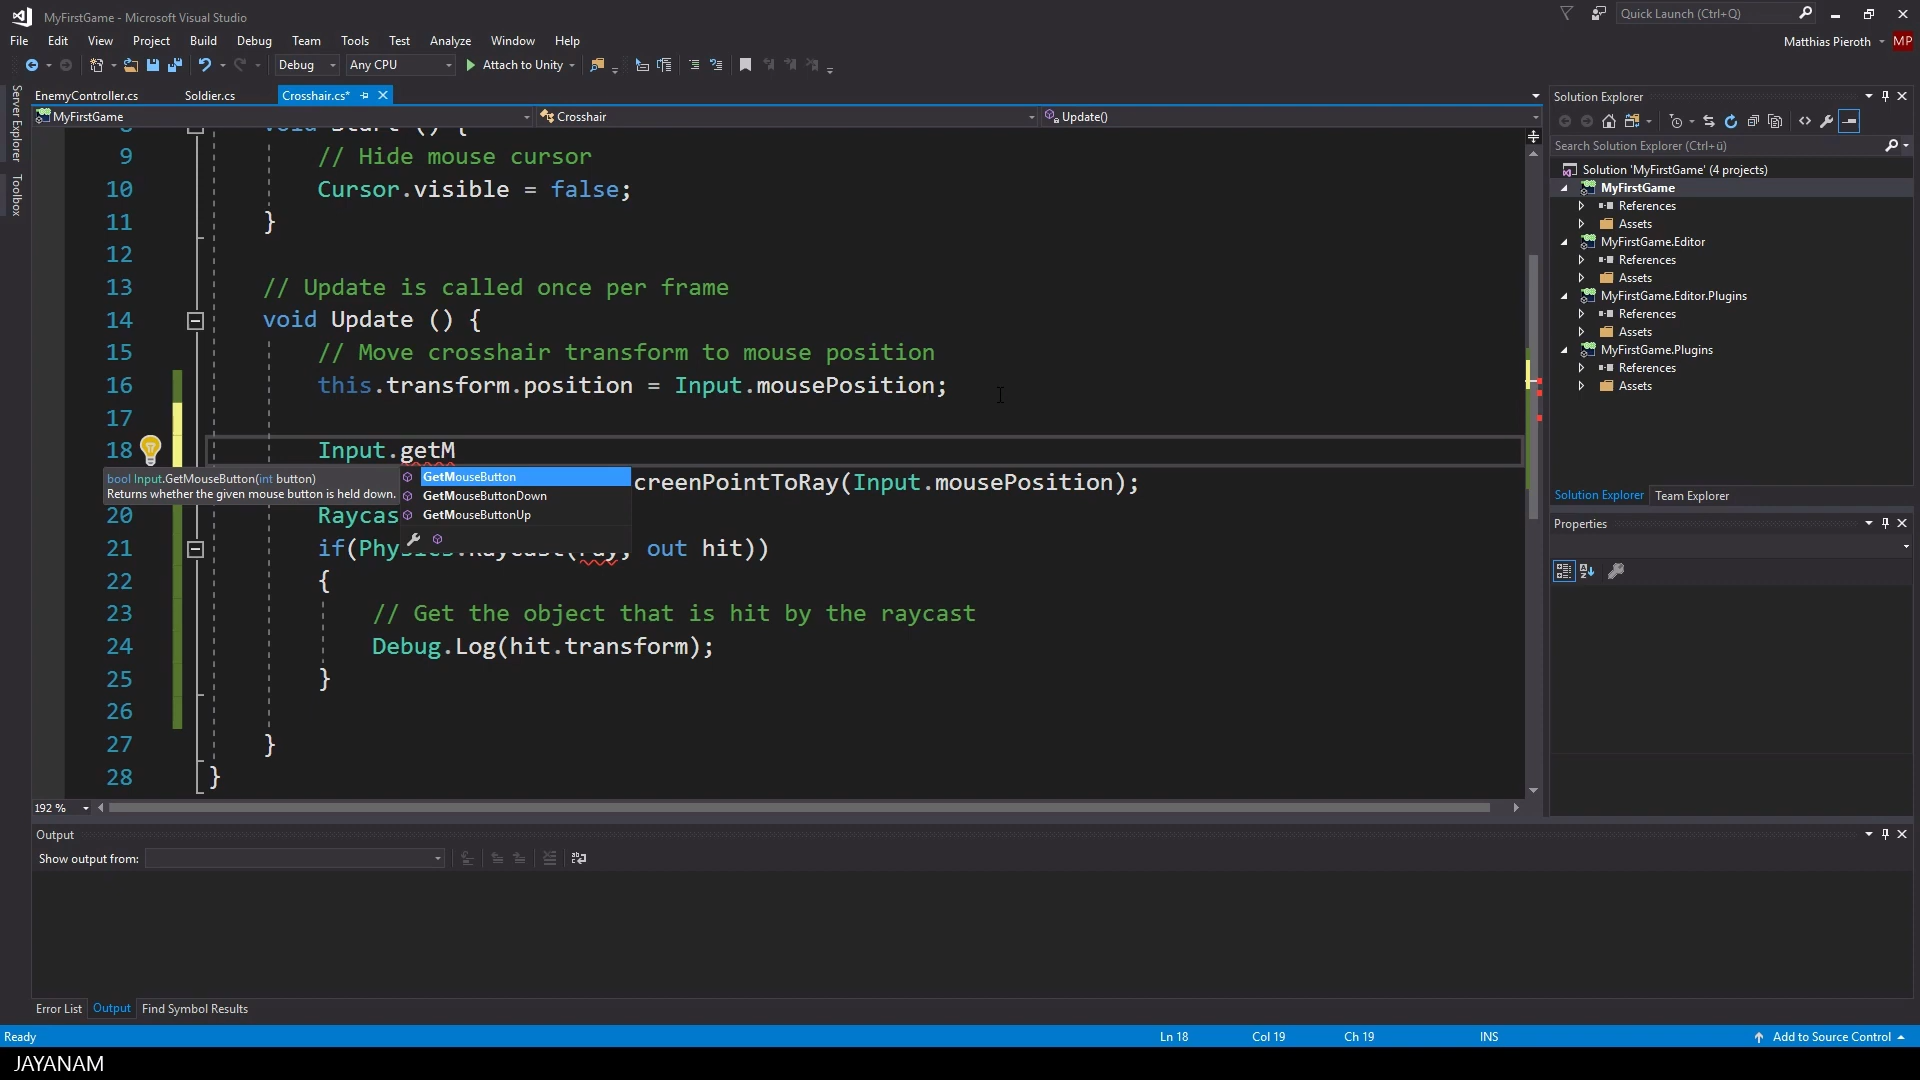 MyFirstGame - Microsoft Visual Studio
Quick Launch (Ctrl+Q)
File Edit View Project Build Debug Team Tools Test Analyze Window Help
Matthias Pieroth MP
Debug Any CPU Attach to Unity
Server Explorer
Toolbox
EnemyController.cs Soldier.cs Crosshair.cs*
MyFirstGame Crosshair Update()
8 void Start () {
9 // Hide mouse cursor
10 Cursor.visible = false;
11 }
12
13 // Update is called once per frame
14 void Update () {
15 // Move crosshair transform to mouse position
16 this.transform.position = Input.mousePosition;
17
18 Input.getM
bool Input.GetMouseButton(int button)
Returns whether the given mouse button is held down.
GetMouseButton
GetMouseButtonDown
GetMouseButtonUp
creenPointToRay(Input.mousePosition);
20 Raycas
21 if(Physics.Raycast(ray, out hit))
22 {
23 // Get the object that is hit by the raycast
24 Debug.Log(hit.transform);
25 }
26
27 }
28 }
192 %
Solution Explorer
Search Solution Explorer (Ctrl+ü)
Solution 'MyFirstGame' (4 projects)
MyFirstGame
References
Assets
MyFirstGame.Editor
References
Assets
MyFirstGame.Editor.Plugins
References
Assets
MyFirstGame.Plugins
References
Assets
Solution Explorer Team Explorer
Properties
Output
Show output from:
Error List Output Find Symbol Results
Ready Ln 18 Col 19 Ch 19 INS Add to Source Control
JAYANAM